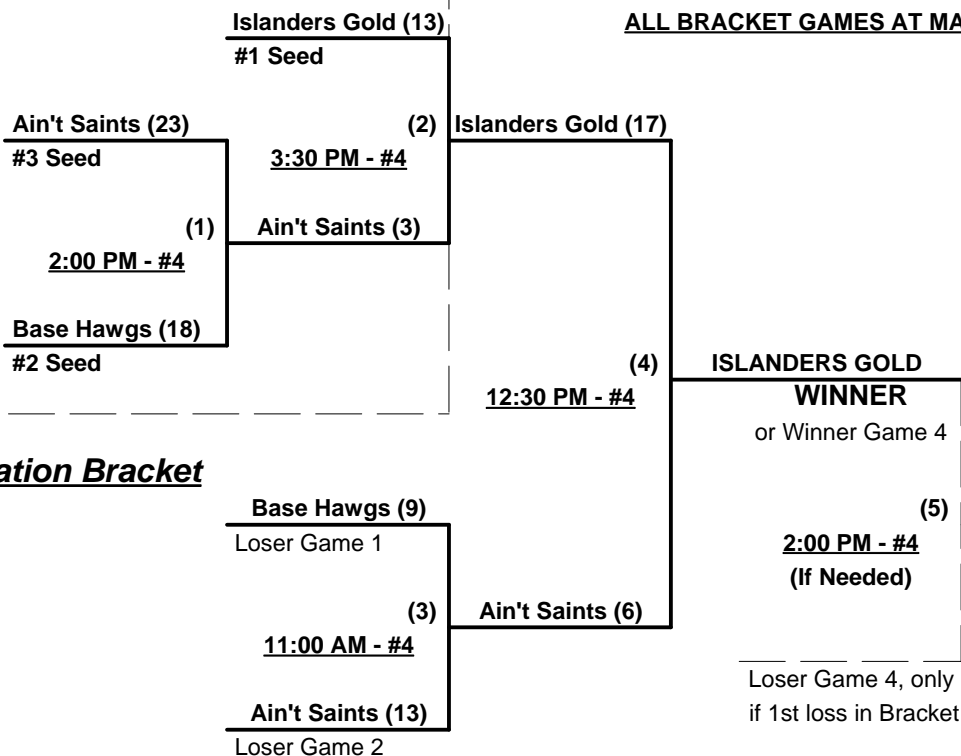 Islanders Gold (13)
ALL BRACKET GAMES AT MA
#1 Seed
Ain't Saints (23)
(2)
Islanders Gold (17)
#3 Seed
3:30 PM - #4
(1)
Ain't Saints (3)
2:00 PM - #4
Base Hawgs (18)
#2 Seed
(4)
ISLANDERS GOLD
12:30 PM - #4
WINNER
or Winner Game 4
ation Bracket
Base Hawgs (9)
(5)
Loser Game 1
2:00 PM - #4
(If Needed)
(3)
Ain't Saints (6)
11:00 AM - #4
Loser Game 4, only
Ain't Saints (13)
if 1st loss in Bracket
Loser Game 2